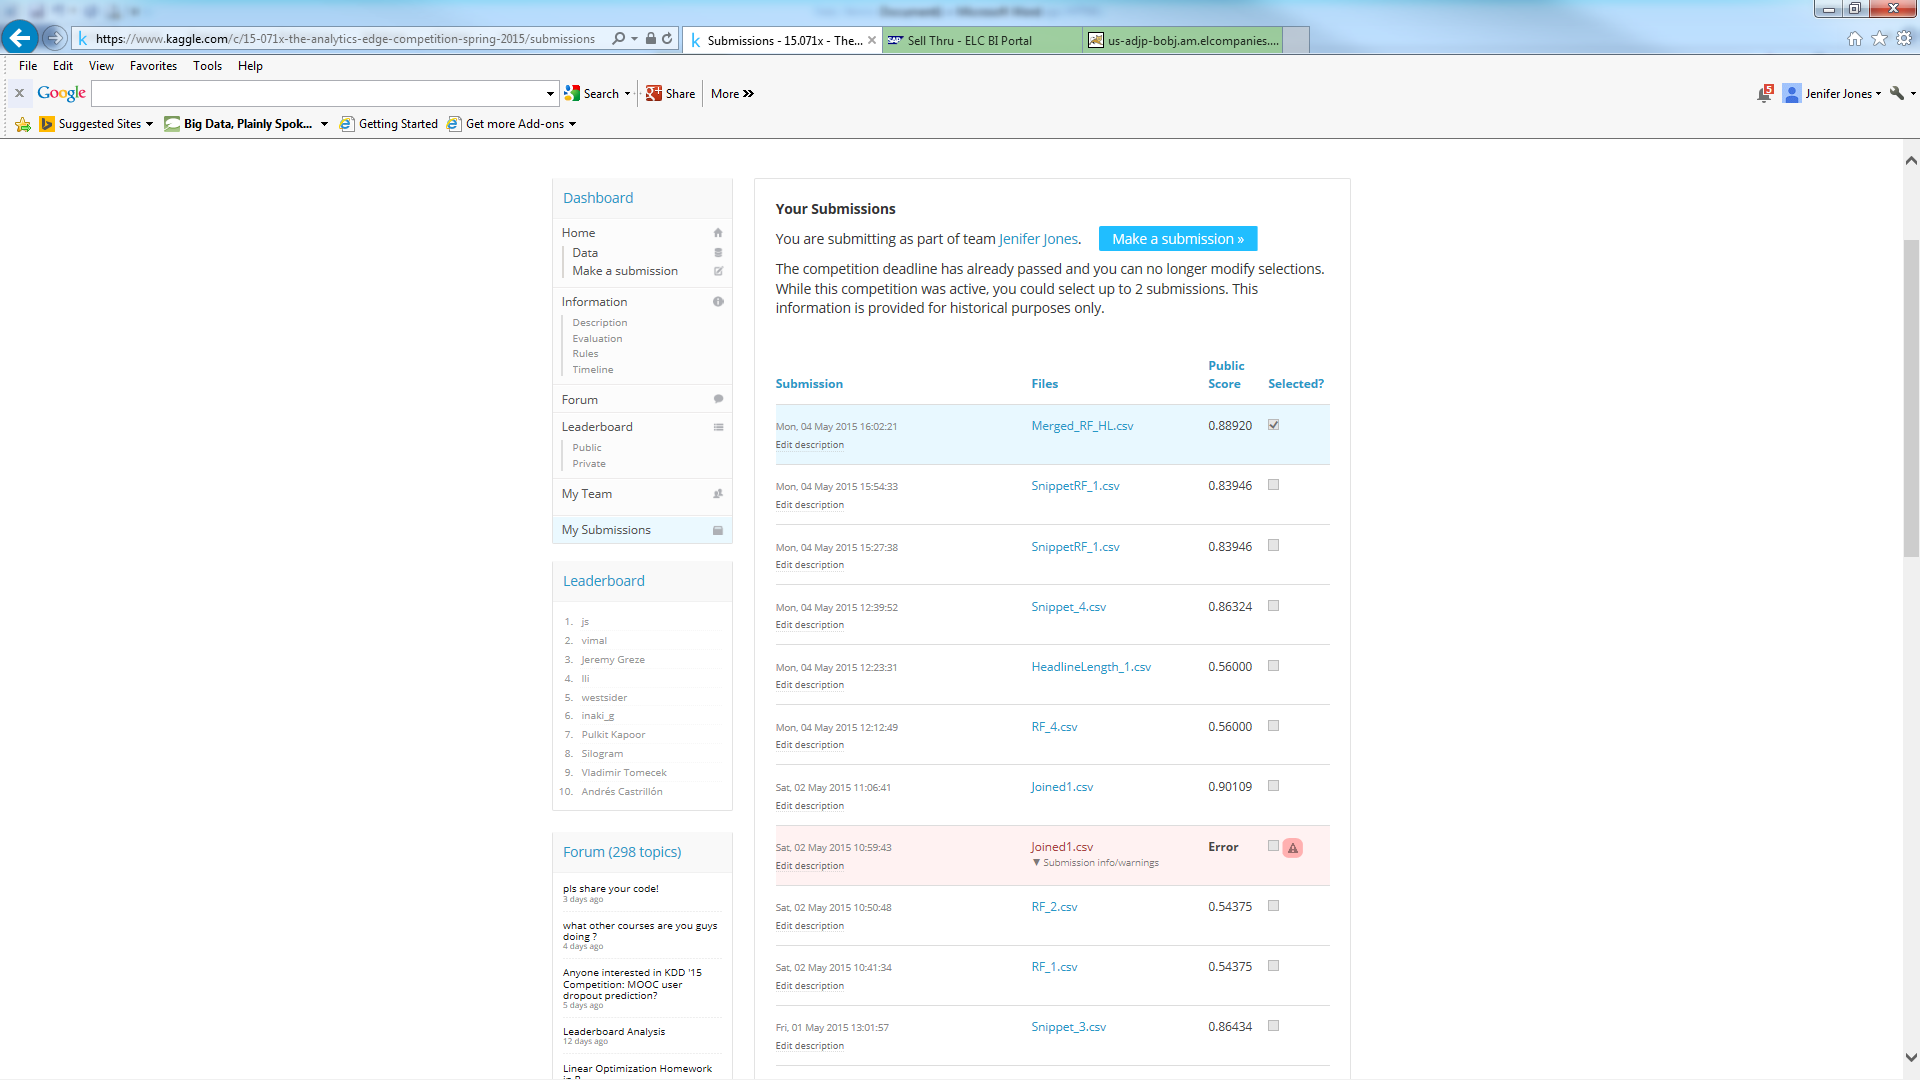 https://www.kaggle.com/c/15-071x-the-analytics-edge-competition-spring-2015/submissions
Submissions - 15.071x - The...
Sell Thru - ELC BI Portal
us-adjp-bobj.am.elcompanies....
File Edit View Favorites Tools Help
x Google Search Share More »
5 Jenifer Jones
Suggested Sites Big Data, Plainly Spok... Getting Started Get more Add-ons
Dashboard
Home
Data
Make a submission
Information
Description
Evaluation
Rules
Timeline
Forum
Leaderboard
Public
Private
My Team
My Submissions
Leaderboard
1. js
2. vimal
3. Jeremy Greze
4. lli
5. westsider
6. inaki_g
7. Pulkit Kapoor
8. Silogram
9. Vladimir Tomecek
10. Andrés Castrillón
Forum (298 topics)
pls share your code!
3 days ago
what other courses are you guys
doing ?
4 days ago
Anyone interested in KDD '15
Competition: MOOC user
dropout prediction?
5 days ago
Leaderboard Analysis
12 days ago
Linear Optimization Homework
Your Submissions
You are submitting as part of team Jenifer Jones. Make a submission »
The competition deadline has already passed and you can no longer modify selections.
While this competition was active, you could select up to 2 submissions. This
information is provided for historical purposes only.
Public
Submission Files Score Selected?
Mon, 04 May 2015 16:02:21 Merged_RF_HL.csv 0.88920
Edit description
Mon, 04 May 2015 15:54:33 SnippetRF_1.csv 0.83946
Edit description
Mon, 04 May 2015 15:27:38 SnippetRF_1.csv 0.83946
Edit description
Mon, 04 May 2015 12:39:52 Snippet_4.csv 0.86324
Edit description
Mon, 04 May 2015 12:23:31 HeadlineLength_1.csv 0.56000
Edit description
Mon, 04 May 2015 12:12:49 RF_4.csv 0.56000
Edit description
Sat, 02 May 2015 11:06:41 Joined1.csv 0.90109
Edit description
Sat, 02 May 2015 10:59:43 Joined1.csv Error
Edit description ▼ Submission info/warnings
Sat, 02 May 2015 10:50:48 RF_2.csv 0.54375
Edit description
Sat, 02 May 2015 10:41:34 RF_1.csv 0.54375
Edit description
Fri, 01 May 2015 13:01:57 Snippet_3.csv 0.86434
Edit description